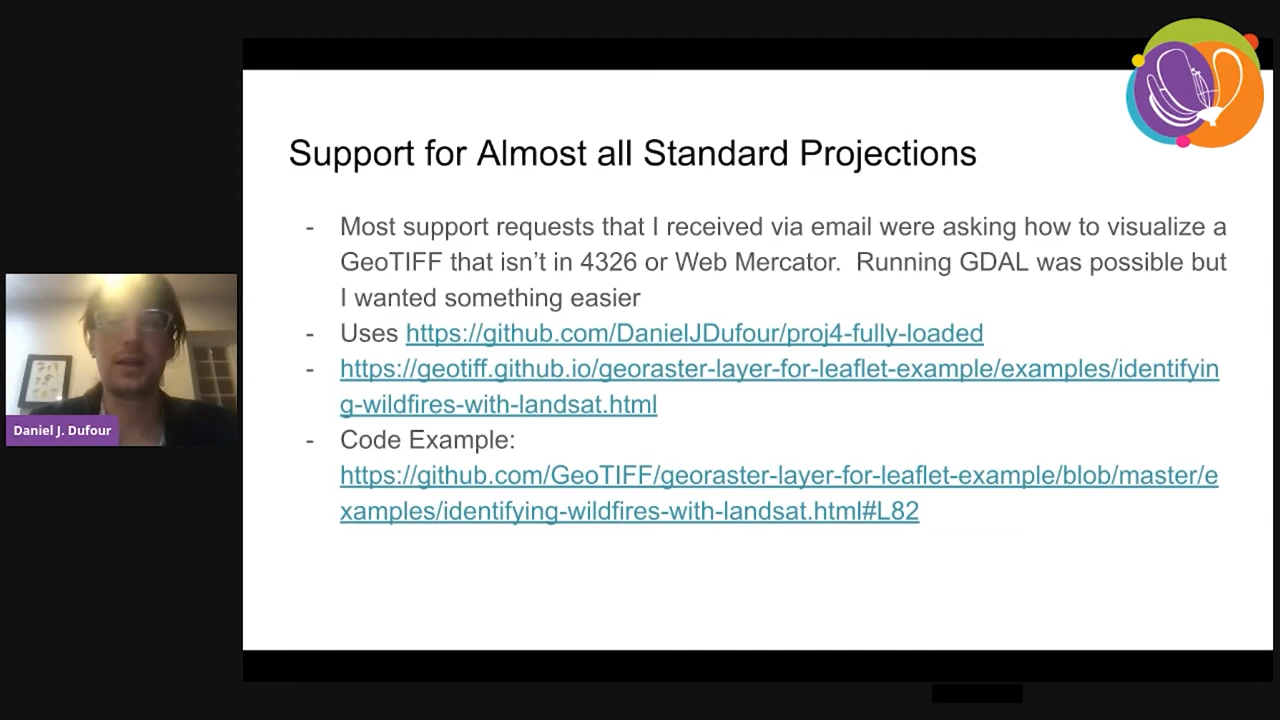 Support for Almost all Standard Projections
- Most support requests that I received via email were asking how to visualize a
GeoTIFF that isn't in 4326 or Web Mercator.  Running GDAL was possible but
I wanted something easier
- Uses https://github.com/DanielJDufour/proj4-fully-loaded
- https://geotiff.github.io/georaster-layer-for-leaflet-example/examples/identifyin
g-wildfires-with-landsat.html
- Code Example:
https://github.com/GeoTIFF/georaster-layer-for-leaflet-example/blob/master/e
xamples/identifying-wildfires-with-landsat.html#L82
Daniel J. Dufour